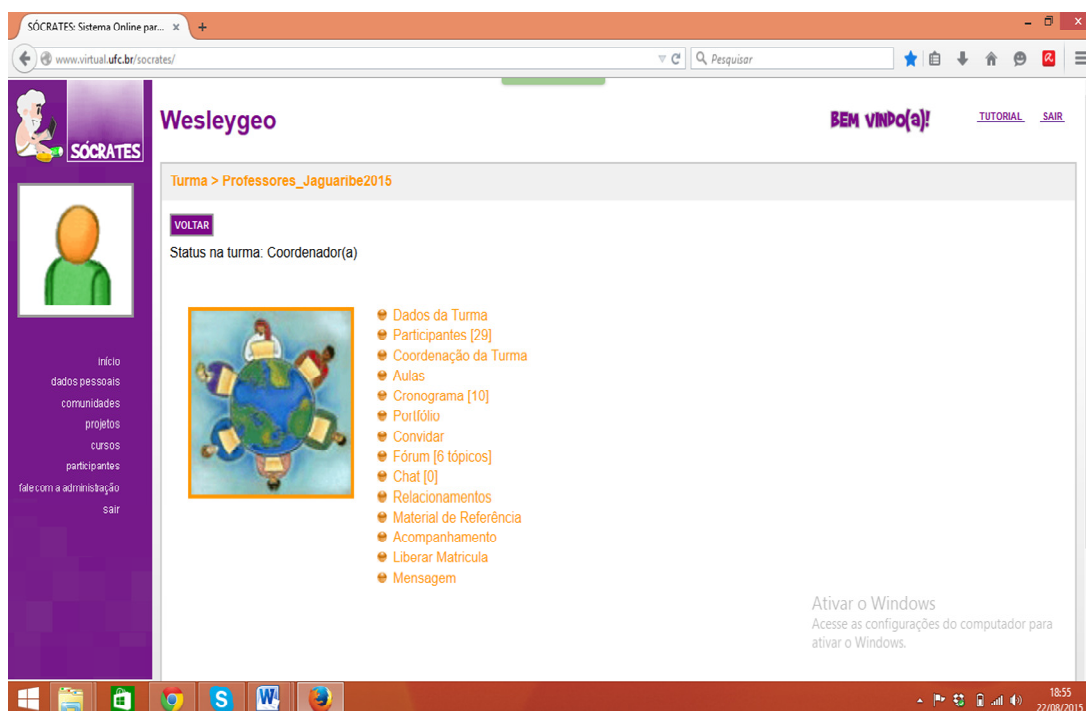 SÓCRATES: Sistema Online par...
www.virtual.ufc.br/socrates/
Pesquisar
SÓCRATES
Wesleygeo
BEM VINDO(a)!
TUTORIAL
SAIR
Turma > Professores_Jaguaribe2015
VOLTAR
Status na turma: Coordenador(a)
início
dados pessoais
comunidades
projetos
cursos
participantes
fale com a administração
sair
Dados da Turma
Participantes [29]
Coordenação da Turma
Aulas
Cronograma [10]
Portfólio
Convidar
Fórum [6 tópicos]
Chat [0]
Relacionamentos
Material de Referência
Acompanhamento
Liberar Matricula
Mensagem
Ativar o Windows
Acesse as configurações do computador para
ativar o Windows.
18:55
22/08/2015